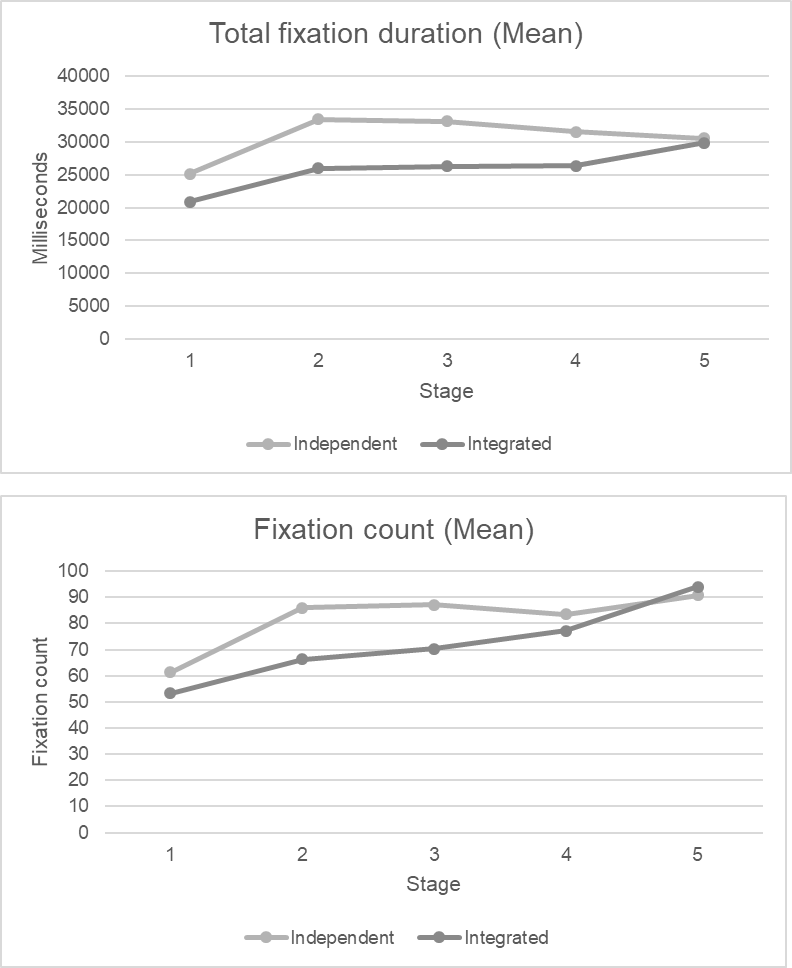 Total fixation duration (Mean)
40000
35000
30000
25000
20000
15000
10000
5000
0
Milliseconds
1 2 3 4 5
Stage
Independent Integrated
Fixation count (Mean)
100
90
80
70
60
50
40
30
20
10
0
Fixation count
1 2 3 4 5
Stage
Independent Integrated